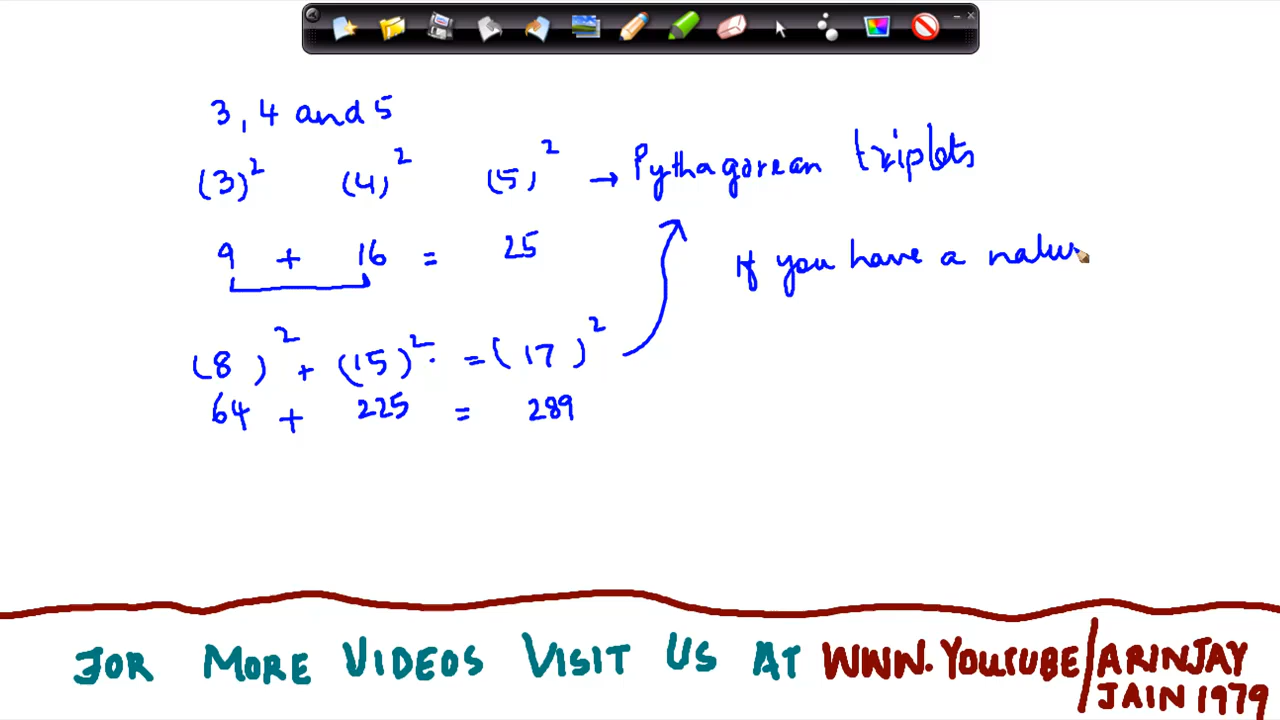 3, 4 and 5
(3)² (4)² (5)² → Pythagorean triplets
9 + 16 = 25
If you have a natur
(8)² + (15)² = (17)²
64 + 225 = 289
FOR MORE VIDEOS VISIT US AT WWW.YOUTUBE/ARINJAY
JAIN 1979